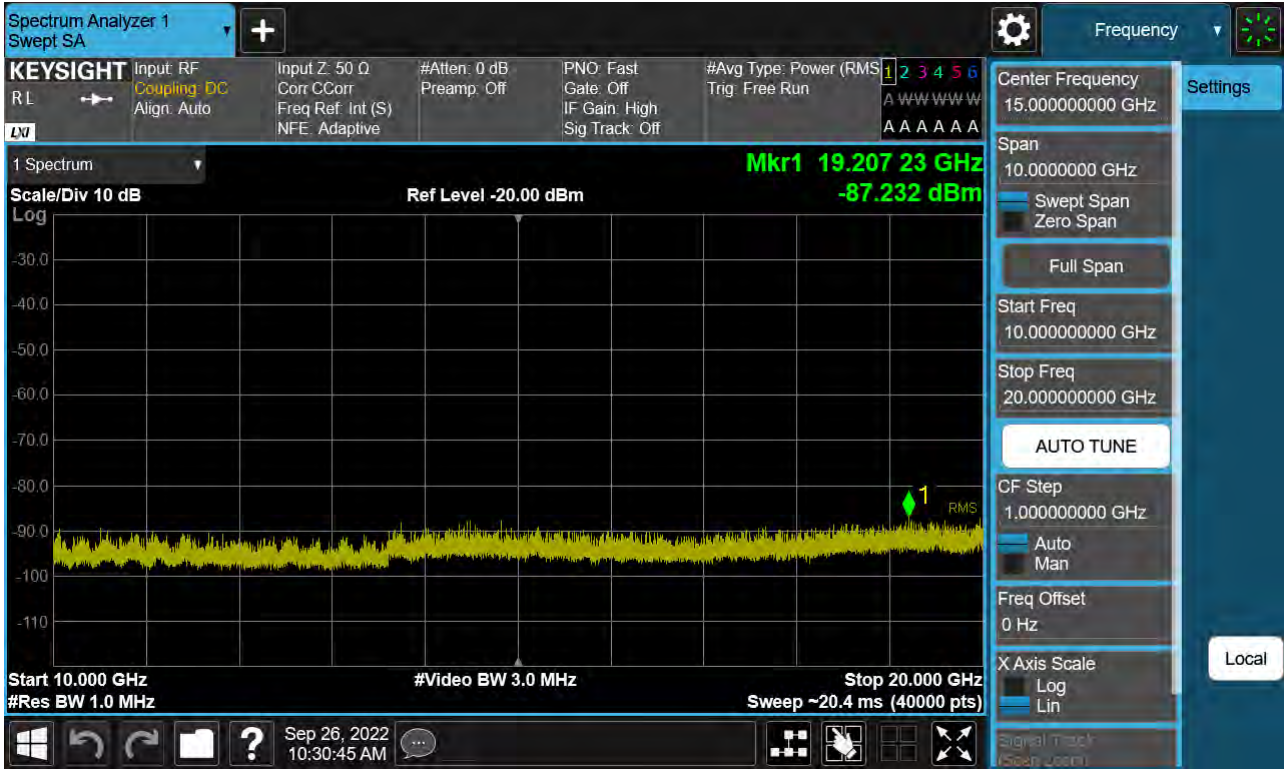 Spectrum Analyzer 1
Swept SA
+
Frequency
KEYSIGHT
R L
LXI
Input: RF
Coupling: DC
Align: Auto
Input Z: 50 Ω
Corr CCorr
Freq Ref: Int (S)
NFE: Adaptive
#Atten: 0 dB
Preamp: Off
PNO: Fast
Gate: Off
IF Gain: High
Sig Track: Off
#Avg Type: Power (RMS
Trig: Free Run
1 2 3 4 5 6
A W W W W W
A A A A A A
1 Spectrum
Mkr1 19.207 23 GHz
Scale/Div 10 dB
Ref Level -20.00 dBm
-87.232 dBm
Log
-30.0
-40.0
-50.0
-60.0
-70.0
-80.0
1
RMS
-90.0
-100
-110
Start 10.000 GHz
#Video BW 3.0 MHz
Stop 20.000 GHz
#Res BW 1.0 MHz
Sweep ~20.4 ms (40000 pts)
?
Sep 26, 2022
10:30:45 AM
Center Frequency
15.000000000 GHz
Span
10.0000000 GHz
Swept Span
Zero Span
Full Span
Start Freq
10.000000000 GHz
Stop Freq
20.000000000 GHz
AUTO TUNE
CF Step
1.000000000 GHz
Auto
Man
Freq Offset
0 Hz
X Axis Scale
Log
Lin
Signal Track
(Span Zoom)
Settings
Local